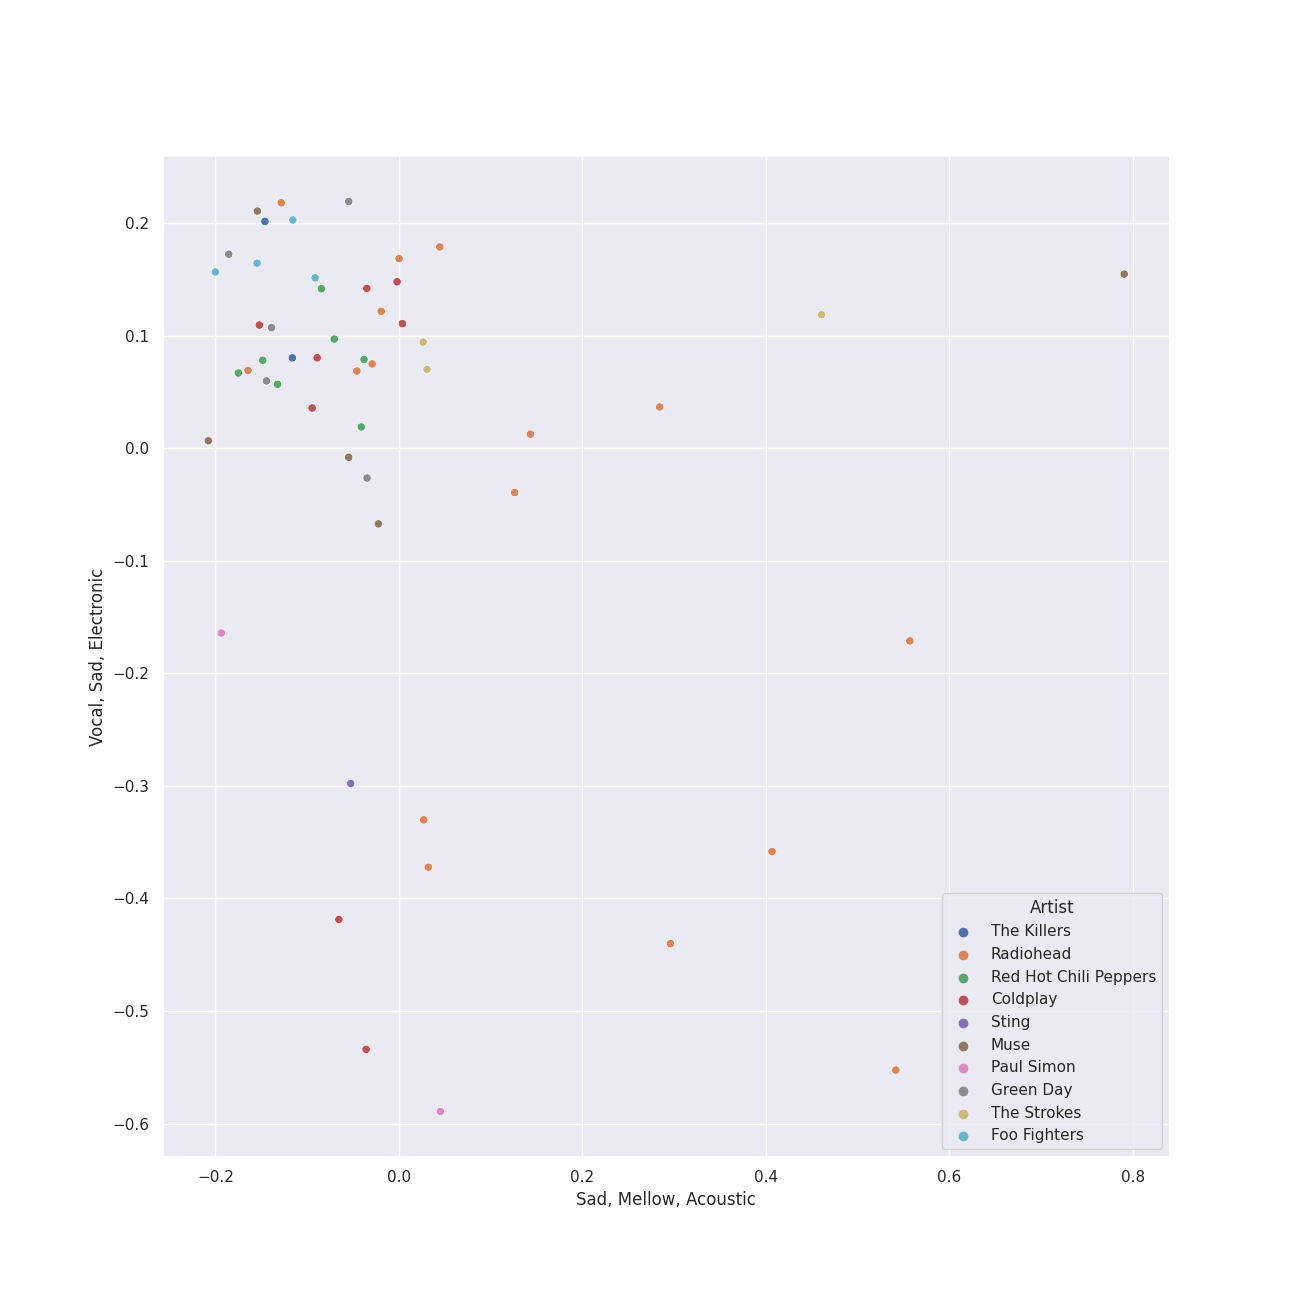 0.2
0.1
0.0
−0.1
−0.2
−0.3
−0.4
−0.5
−0.6
Vocal, Sad, Electronic
−0.2
0.0
0.2
0.4
0.6
0.8
Sad, Mellow, Acoustic
Artist
The Killers
Radiohead
Red Hot Chili Peppers
Coldplay
Sting
Muse
Paul Simon
Green Day
The Strokes
Foo Fighters